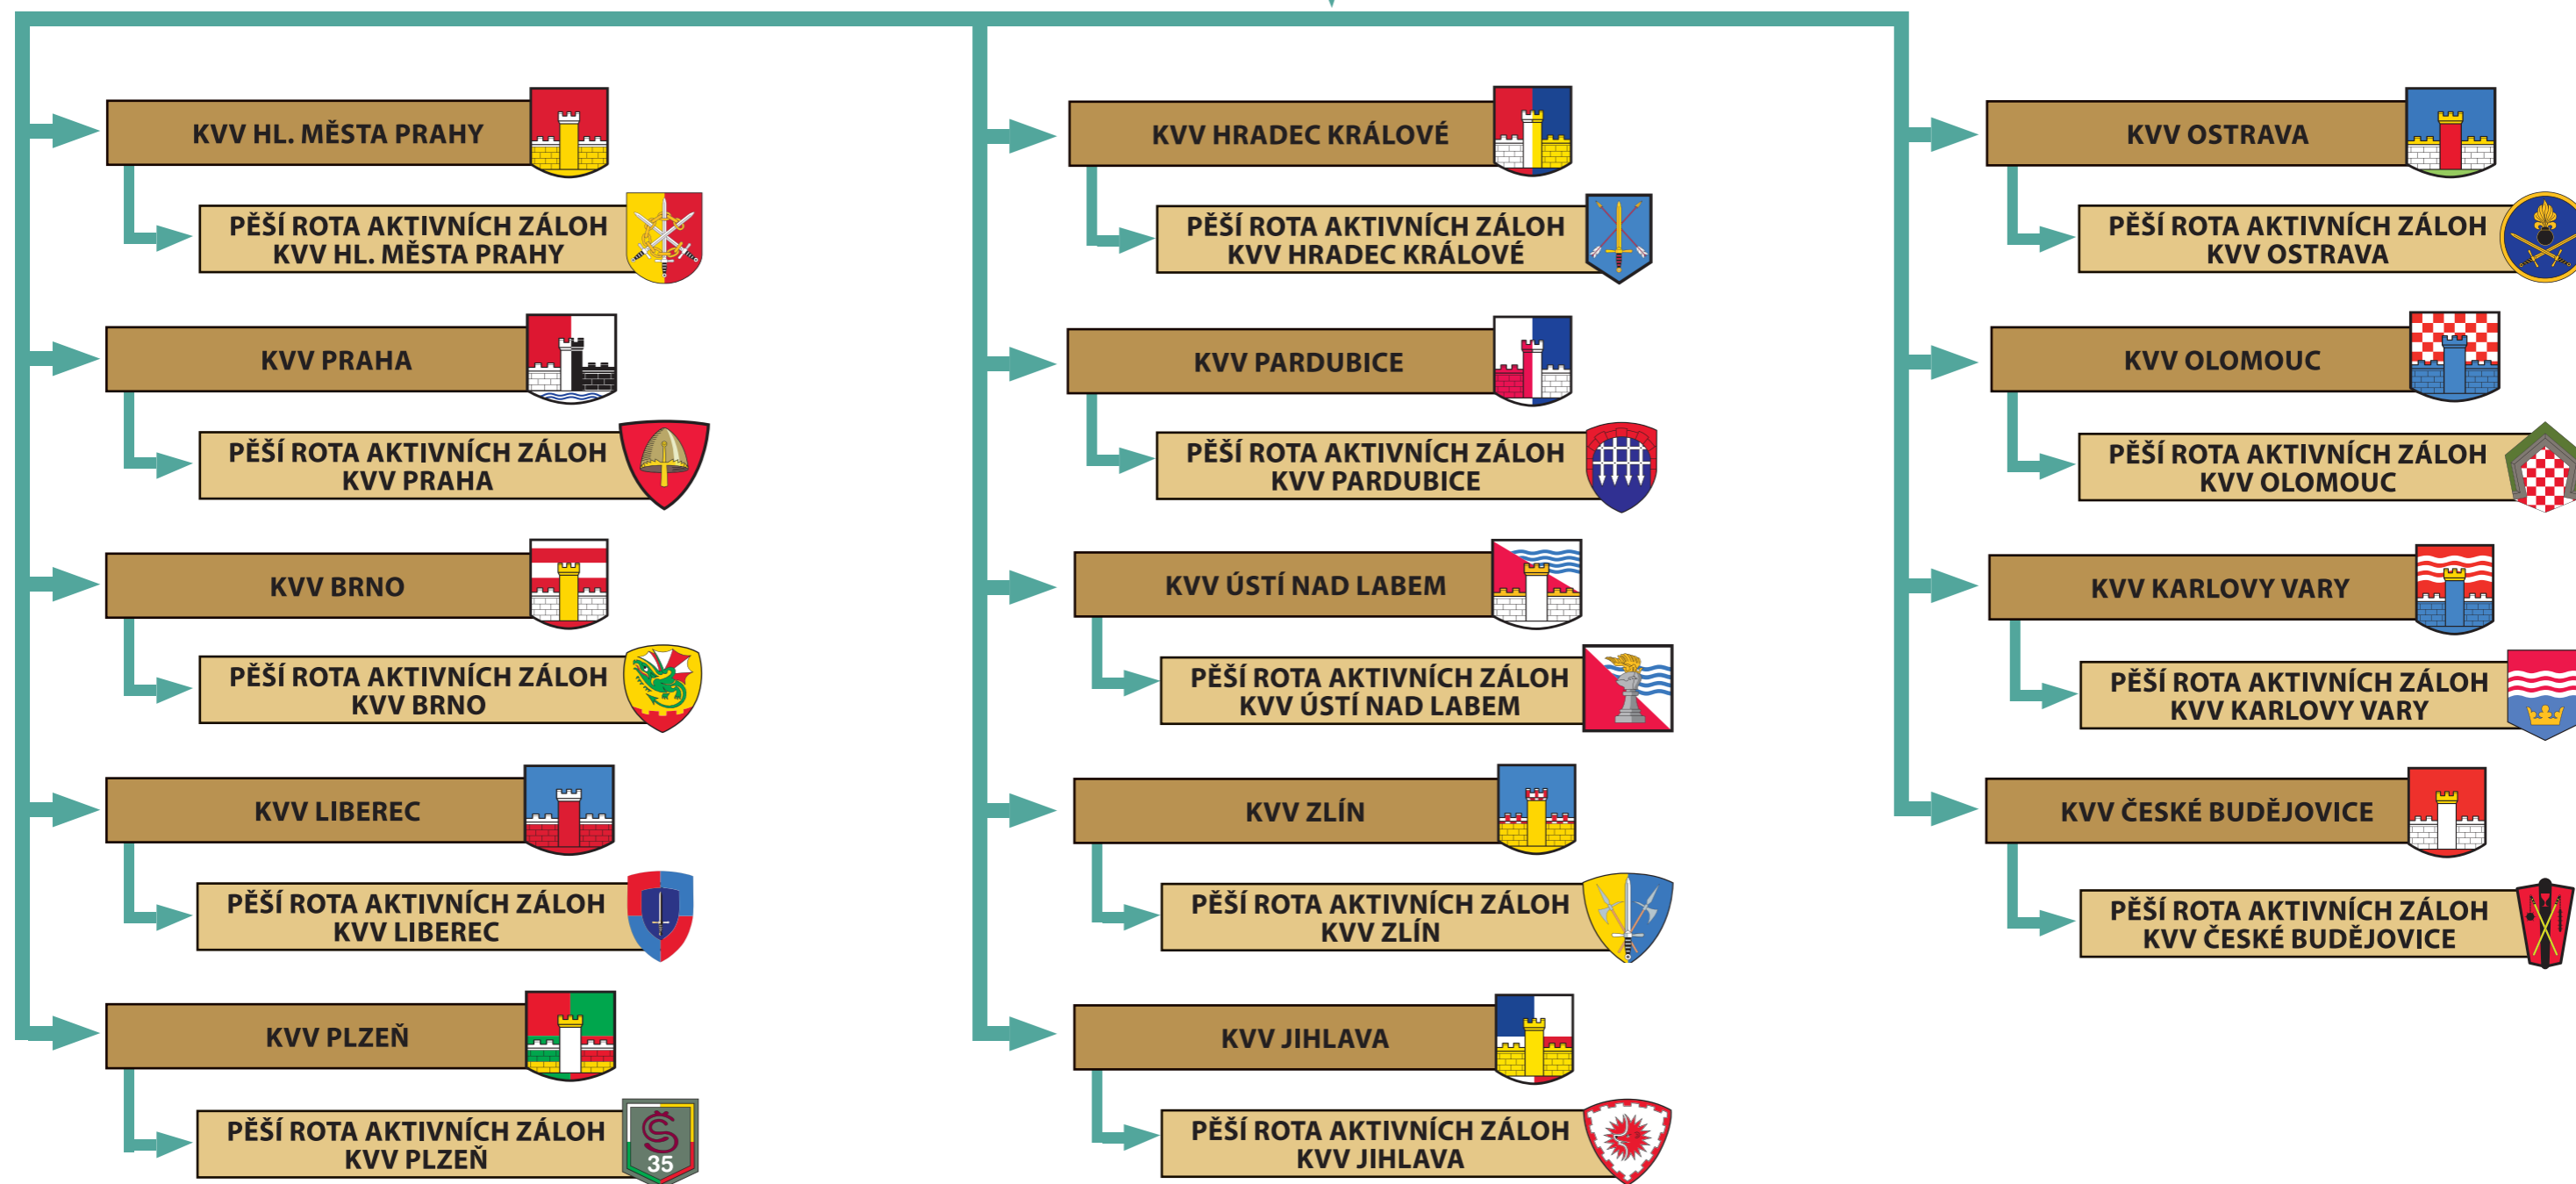 KVV HL. MĚSTA PRAHY
PĚŠÍ ROTA AKTIVNÍCH ZÁLOH
KVV HL. MĚSTA PRAHY
KVV PRAHA
PĚŠÍ ROTA AKTIVNÍCH ZÁLOH
KVV PRAHA
KVV BRNO
PĚŠÍ ROTA AKTIVNÍCH ZÁLOH
KVV BRNO
KVV LIBEREC
PĚŠÍ ROTA AKTIVNÍCH ZÁLOH
KVV LIBEREC
KVV PLZEŇ
PĚŠÍ ROTA AKTIVNÍCH ZÁLOH
KVV PLZEŇ
ČS
35
KVV HRADEC KRÁLOVÉ
PĚŠÍ ROTA AKTIVNÍCH ZÁLOH
KVV HRADEC KRÁLOVÉ
KVV PARDUBICE
PĚŠÍ ROTA AKTIVNÍCH ZÁLOH
KVV PARDUBICE
KVV ÚSTÍ NAD LABEM
PĚŠÍ ROTA AKTIVNÍCH ZÁLOH
KVV ÚSTÍ NAD LABEM
KVV ZLÍN
PĚŠÍ ROTA AKTIVNÍCH ZÁLOH
KVV ZLÍN
KVV JIHLAVA
PĚŠÍ ROTA AKTIVNÍCH ZÁLOH
KVV JIHLAVA
KVV OSTRAVA
PĚŠÍ ROTA AKTIVNÍCH ZÁLOH
KVV OSTRAVA
KVV OLOMOUC
PĚŠÍ ROTA AKTIVNÍCH ZÁLOH
KVV OLOMOUC
KVV KARLOVY VARY
PĚŠÍ ROTA AKTIVNÍCH ZÁLOH
KVV KARLOVY VARY
KVV ČESKÉ BUDĚJOVICE
PĚŠÍ ROTA AKTIVNÍCH ZÁLOH
KVV ČESKÉ BUDĚJOVICE